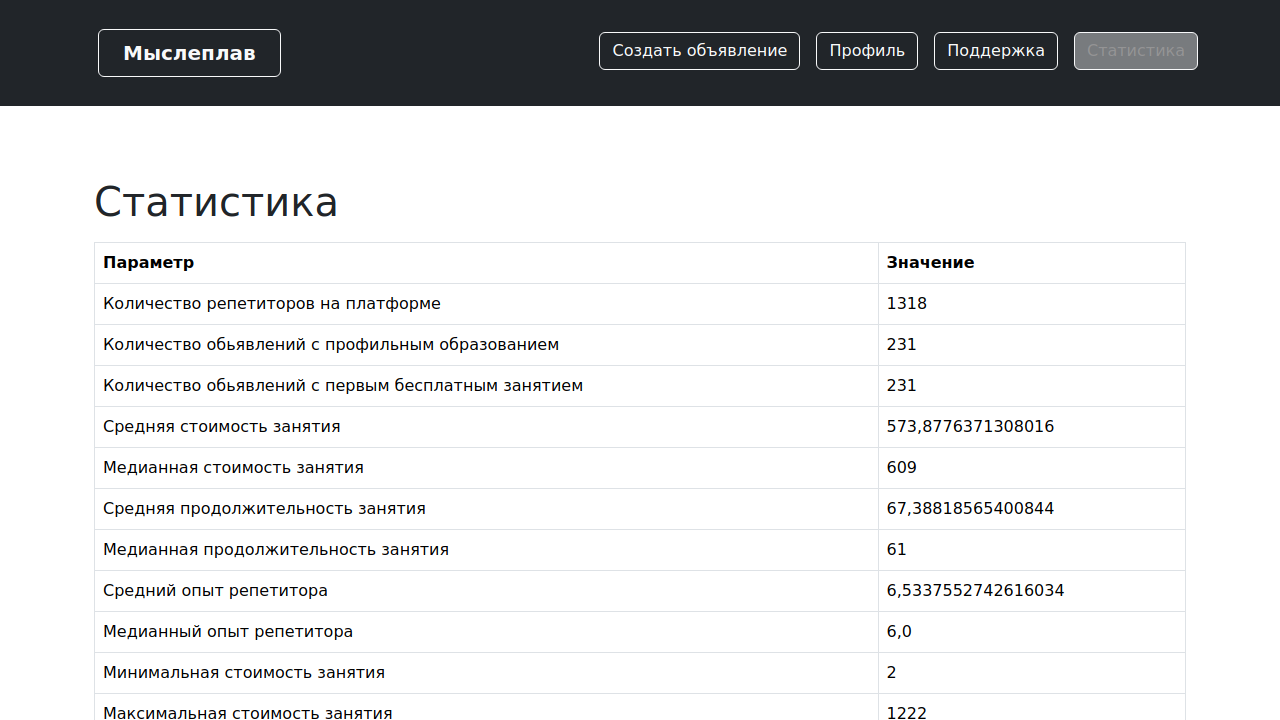 Мыслеплав
Создать объявление Профиль Поддержка Статистика
Статистика
Параметр Значение
Количество репетиторов на платформе 1318
Количество обьявлений с профильным образованием 231
Количество обьявлений с первым бесплатным занятием 231
Средняя стоимость занятия 573,8776371308016
Медианная стоимость занятия 609
Средняя продолжительность занятия 67,38818565400844
Медианная продолжительность занятия 61
Средний опыт репетитора 6,5337552742616034
Медианный опыт репетитора 6,0
Минимальная стоимость занятия 2
Максимальная стоимость занятия 1222